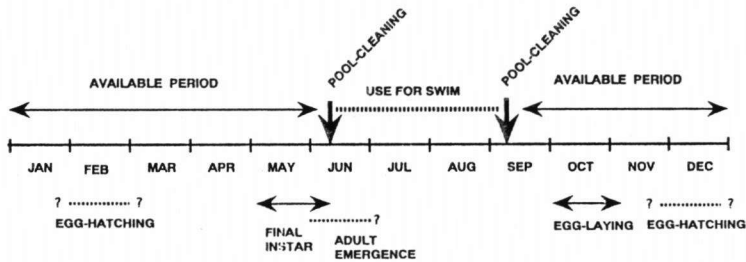 POOL-CLEANING
POOL-CLEANING
AVAILABLE PERIOD
USE FOR SWIM
AVAILABLE PERIOD
JAN FEB MAR APR MAY JUN JUL AUG SEP OCT NOV DEC
? ? 
EGG-HATCHING
FINAL
INSTAR
?
ADULT
EMERGENCE
EGG-LAYING
? ?
EGG-HATCHING